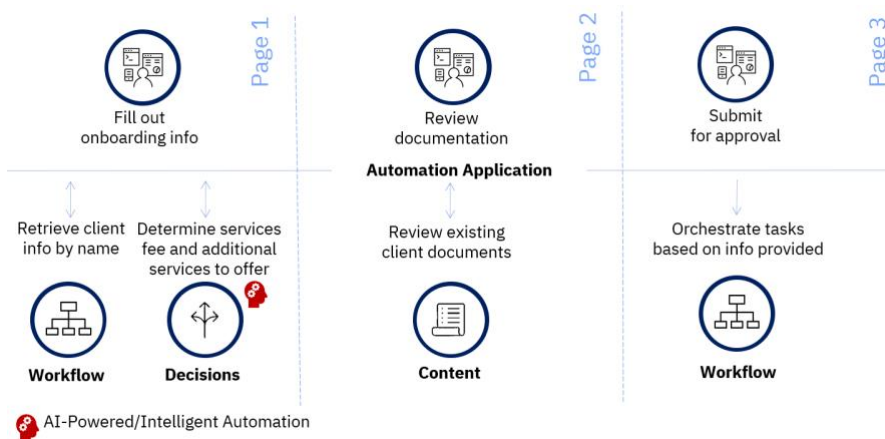 Page 1
Fill out
onboarding info
Page 2
Review
documentation
Page 3
Submit
for approval
Automation Application
Retrieve client
info by name
Determine services
fee and additional
services to offer
Review existing
client documents
Orchestrate tasks
based on info provided
Workflow
Decisions
Content
Workflow
AI-Powered/Intelligent Automation